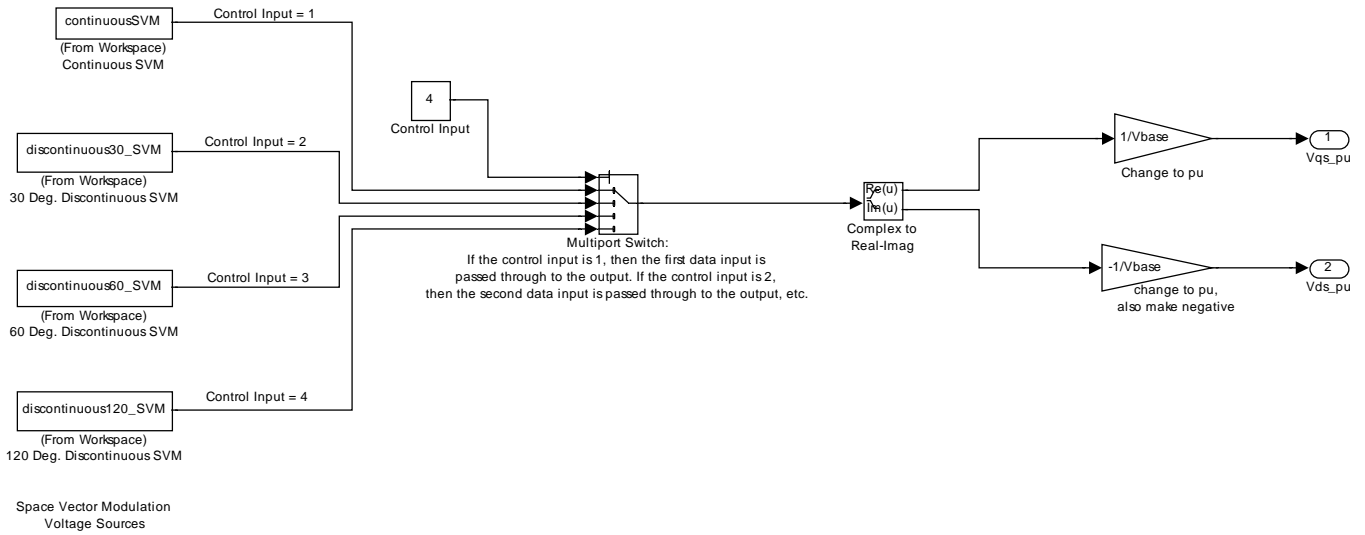 continuousSVM
(From Workspace)
Continuous SVM
Control Input = 1
discontinuous30_SVM
(From Workspace)
30 Deg. Discontinuous SVM
Control Input = 2
discontinuous60_SVM
(From Workspace)
60 Deg. Discontinuous SVM
Control Input = 3
discontinuous120_SVM
(From Workspace)
120 Deg. Discontinuous SVM
Control Input = 4
Space Vector Modulation
Voltage Sources
4
Control Input
Multiport Switch:
If the control input is 1, then the first data input is
passed through to the output. If the control input is 2,
then the second data input is passed through to the output, etc.
Re(u)
Im(u)
Complex to
Real-Imag
1/Vbase
Change to pu
1
Vqs_pu
-1/Vbase
change to pu,
also make negative
2
Vds_pu